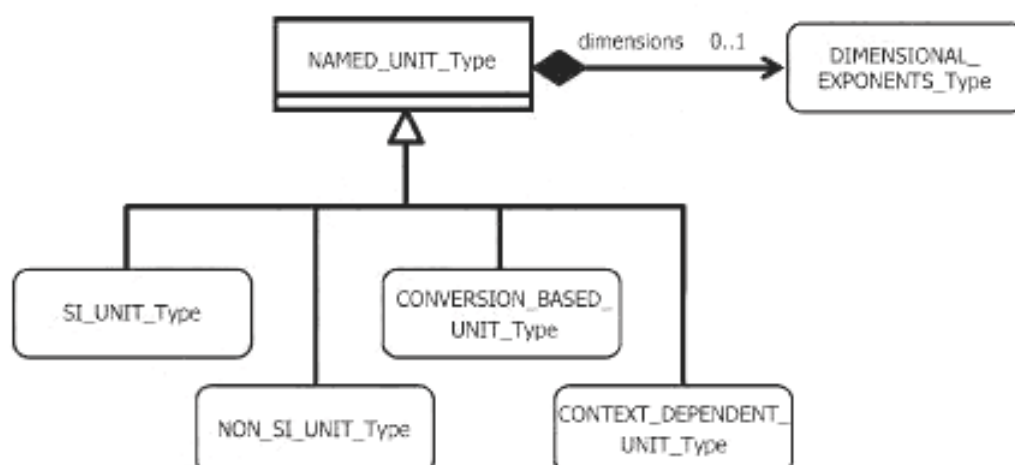 NAMED_UNIT_Type
dimensions 0..1
DIMENSIONAL_
EXPONENTS_Type
SI_UNIT_Type
CONVERSION_BASED_
UNIT_Type
NON_SI_UNIT_Type
CONTEXT_DEPENDENT_
UNIT_Type